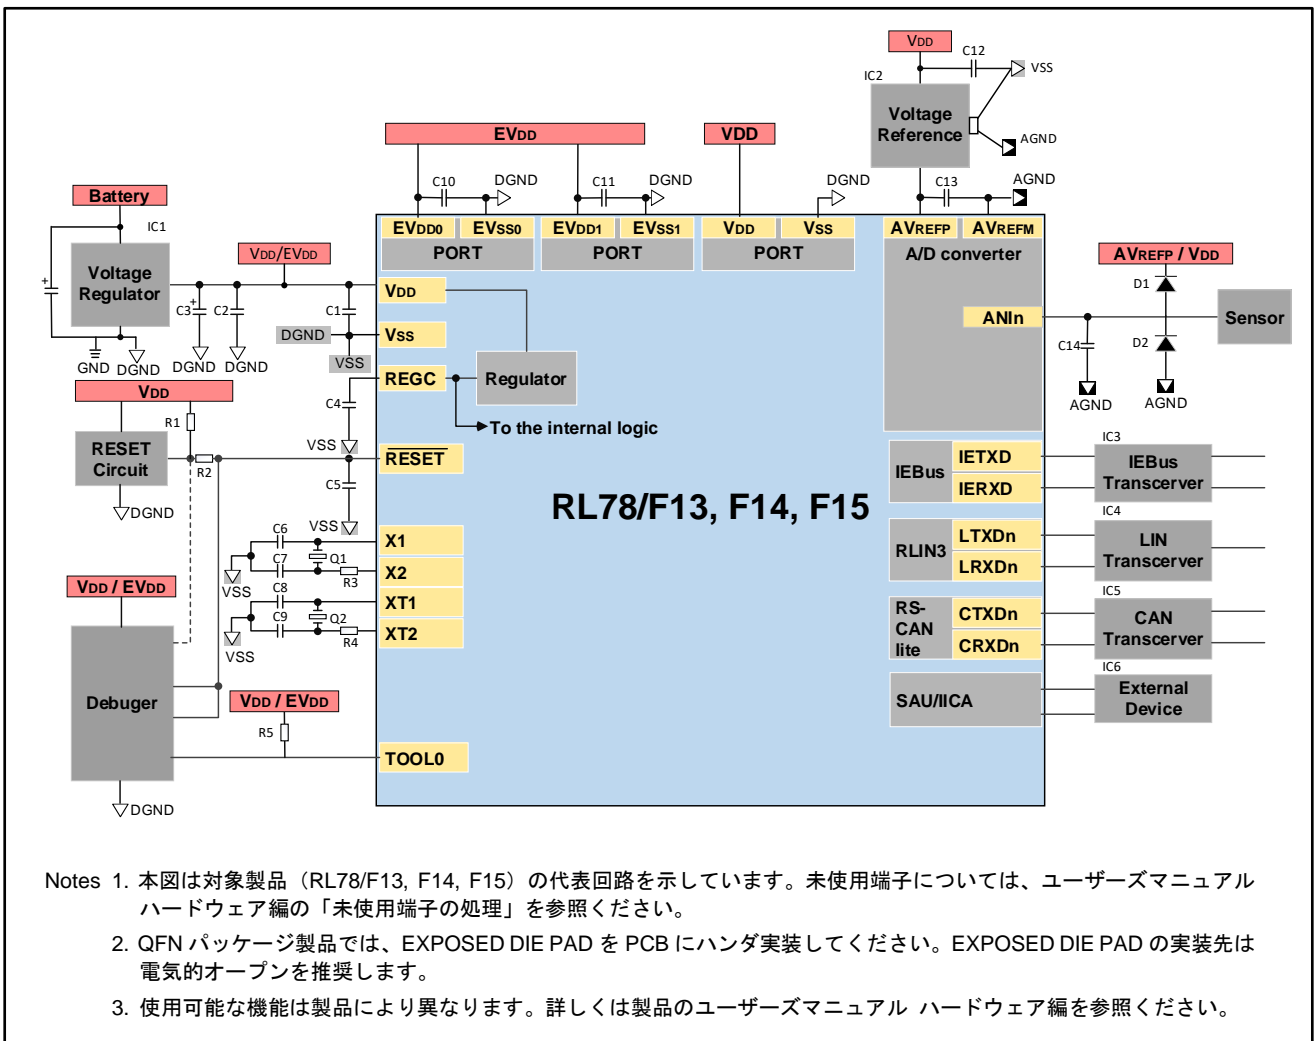 VDD
C12
VSS
IC2
Voltage
Reference
AGND
EVDD
VDD
C10
DGND
C11
DGND
DGND
C13
AGND
Battery
IC1
Voltage
Regulator
+
GND
DGND
VDD/EVDD
C3
+
C2
C1
DGND
DGND
DGND
VSS
EVDD0
EVSS0
PORT
EVDD1
EVSS1
PORT
VDD
VSS
PORT
AVREFP
AVREFM
A/D converter
ANIn
AVREFP / VDD
D1
D2
C14
Sensor
AGND
AGND
VDD
VSS
REGC
Regulator
To the internal logic
C4
VSS
VDD
R1
RESET
Circuit
R2
DGND
RESET
C5
VSS
RL78/F13, F14, F15
C6
C7
Q1
R3
VSS
X1
X2
C8
C9
Q2
R4
VSS
XT1
XT2
VDD / EVDD
Debuger
DGND
VDD / EVDD
R5
TOOL0
IEBus
IETXD
IERXD
IC3
IEBus
Transcerver
RLIN3
LTXDn
LRXDn
IC4
LIN
Transcerver
RS-
CAN
lite
CTXDn
CRXDn
IC5
CAN
Transcerver
SAU/IICA
IC6
External
Device
Notes 1. 本図は対象製品（RL78/F13, F14, F15）の代表回路を示しています。未使用端子については、ユーザーズマニュアル
ハードウェア編の「未使用端子の処理」を参照ください。
2. QFN パッケージ製品では、EXPOSED DIE PAD を PCB にハンダ実装してください。EXPOSED DIE PAD の実装先は
電気的オープンを推奨します。
3. 使用可能な機能は製品により異なります。詳しくは製品のユーザーズマニュアル ハードウェア編を参照ください。